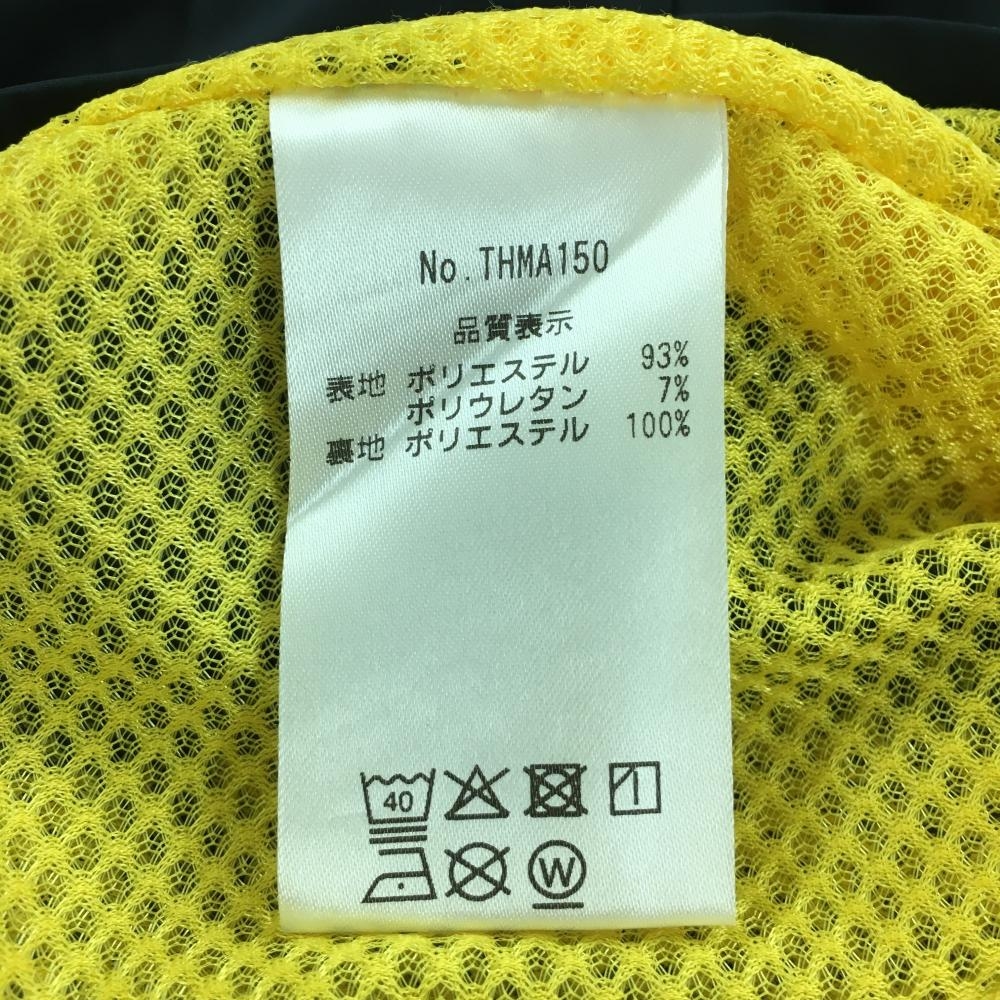 No.THMA150
品質表示
表地 ポリエステル 93%
ポリウレタン 7%
裏地 ポリエステル 100%
40
W